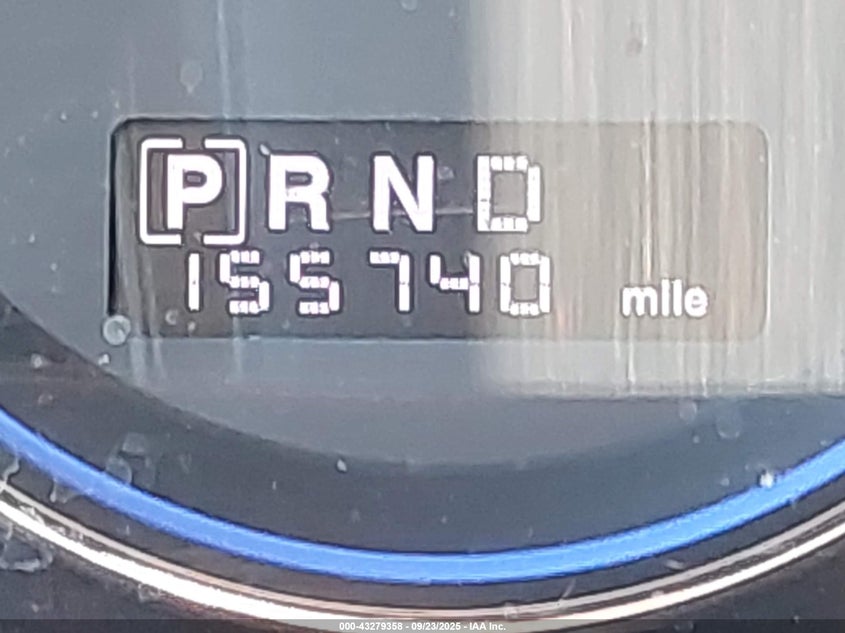 [P] R N D
155740 mile
000-43279358 - 09/23/2025 - IAA Inc.